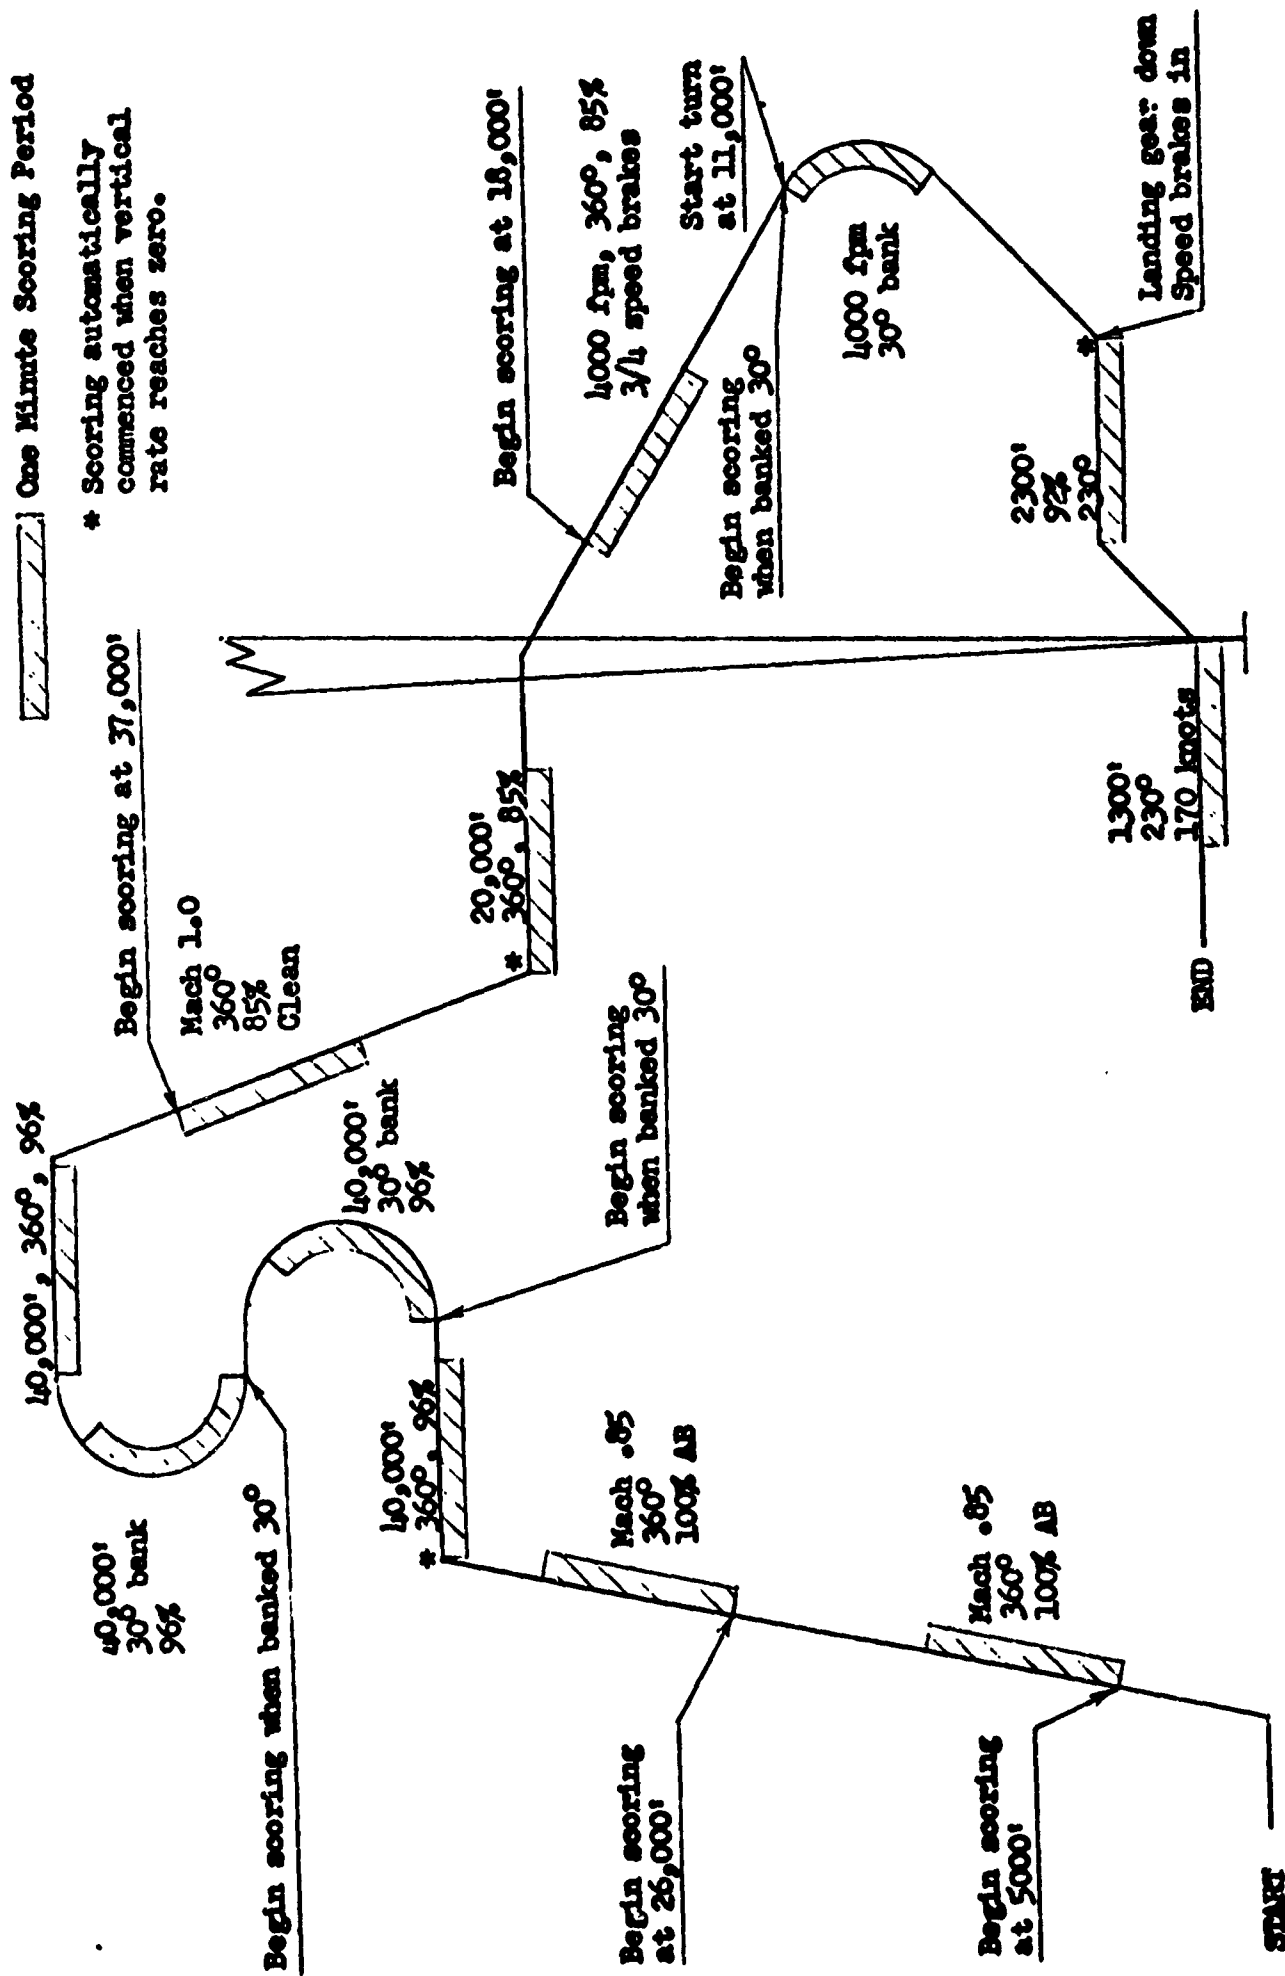 One Minute Scoring Period
* Scoring automatically
commenced when vertical
rate reaches zero.
START
Begin scoring
at 5000'
Mach .85
360°
100% AB
Begin scoring
at 26,000'
Mach .85
360°
100% AB
*
40,000'
360°, 96%
Begin scoring
when banked 30°
40,000'
30° bank
96%
Begin scoring when banked 30°
40,000'
30° bank
96%
40,000', 360°, 96%
Begin scoring at 37,000'
Mach 1.0
360°
85%
Clean
*
20,000'
360°, 85%
Begin scoring at 18,000'
4000 fpm, 360°, 85%
3/4 speed brakes
Start turn
at 11,000'
Begin scoring
when banked 30°
4000 fpm
30° bank
*
Landing gear down
Speed brakes in
2300'
92%
230°
1300'
230°
170 knots
END